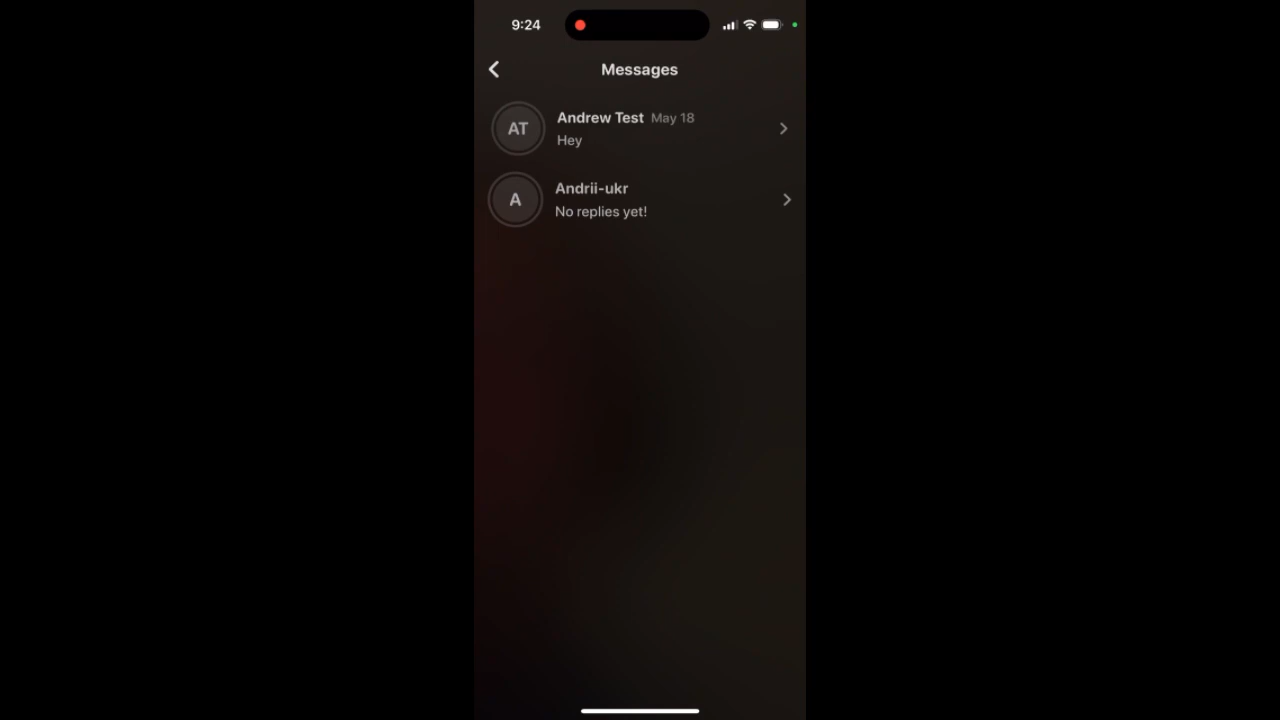 9:24
Messages
AT
Andrew Test May 18
Hey
A
Andrii-ukr
No replies yet!